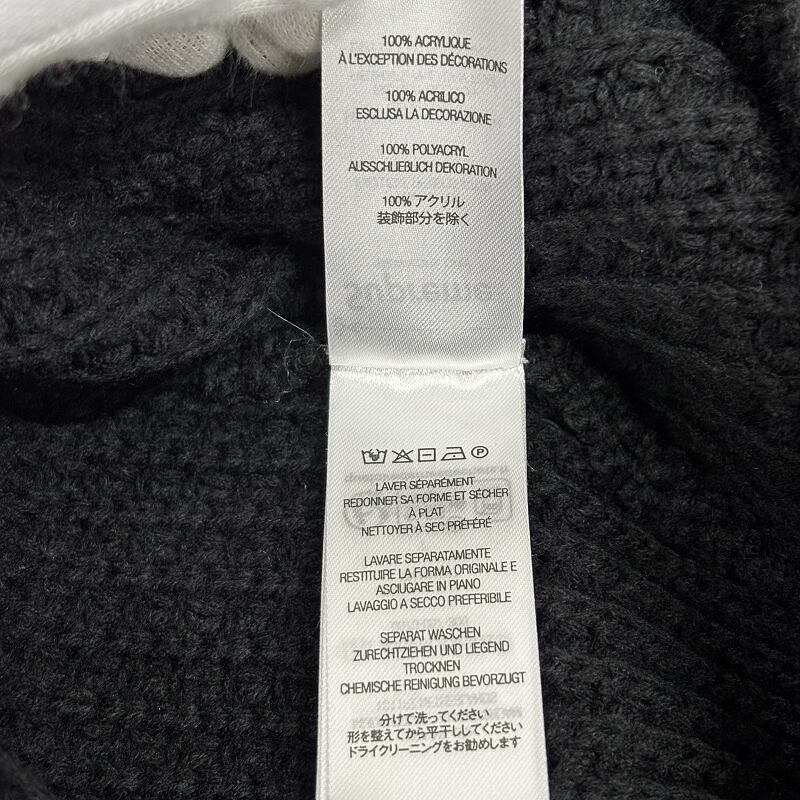 100% ACRYLIQUE
À L'EXCEPTION DES DÉCORATIONS
100% ACRILICO
ESCLUSA LA DECORAZIONE
100% POLYACRYL
AUSSCHLIEßLICH DEKORATION
100% アクリル
装飾部分を除く
Supreme
LAVER SÉPARÉMENT
REDONNER SA FORME ET SÉCHER
À PLAT
NETTOYER À SEC PRÉFÉRÉ
LAVARE SEPARATAMENTE
RESTITUIRE LA FORMA ORIGINALE E
ASCIUGARE IN PIANO
LAVAGGIO A SECCO PREFERIBILE
SEPARAT WASCHEN
ZURECHTZIEHEN UND LIEGEND
TROCKNEN
CHEMISCHE REINIGUNG BEVORZUGT
分けて洗ってください
形を整えてから平干ししてください
ドライクリーニングをお勧めします